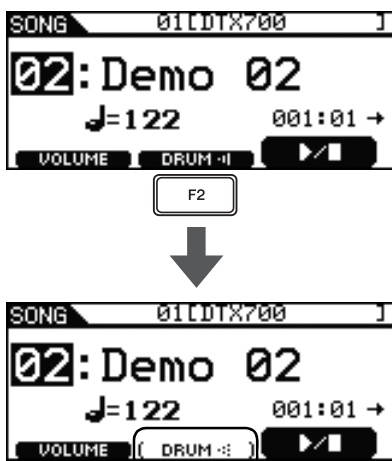 SONG 01[DTX700 ]
02:Demo 02
♩=122 001:01 →
VOLUME DRUM ▶/■
F2
SONG 01[DTX700 ]
02:Demo 02
♩=122 001:01 →
VOLUME DRUM ▶/■